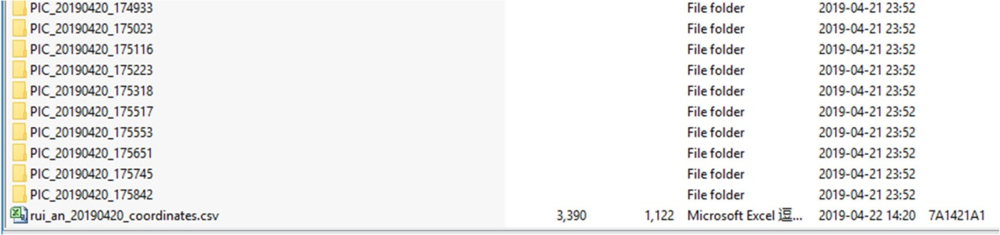 PIC_20190420_174933 File folder 2019-04-21 23:52
PIC_20190420_175023 File folder 2019-04-21 23:52
PIC_20190420_175116 File folder 2019-04-21 23:52
PIC_20190420_175223 File folder 2019-04-21 23:52
PIC_20190420_175318 File folder 2019-04-21 23:52
PIC_20190420_175517 File folder 2019-04-21 23:52
PIC_20190420_175553 File folder 2019-04-21 23:52
PIC_20190420_175651 File folder 2019-04-21 23:52
PIC_20190420_175745 File folder 2019-04-21 23:52
PIC_20190420_175842 File folder 2019-04-21 23:52
rui_an_20190420_coordinates.csv 3,390 1,122 Microsoft Excel 逗... 2019-04-22 14:20 7A1421A1